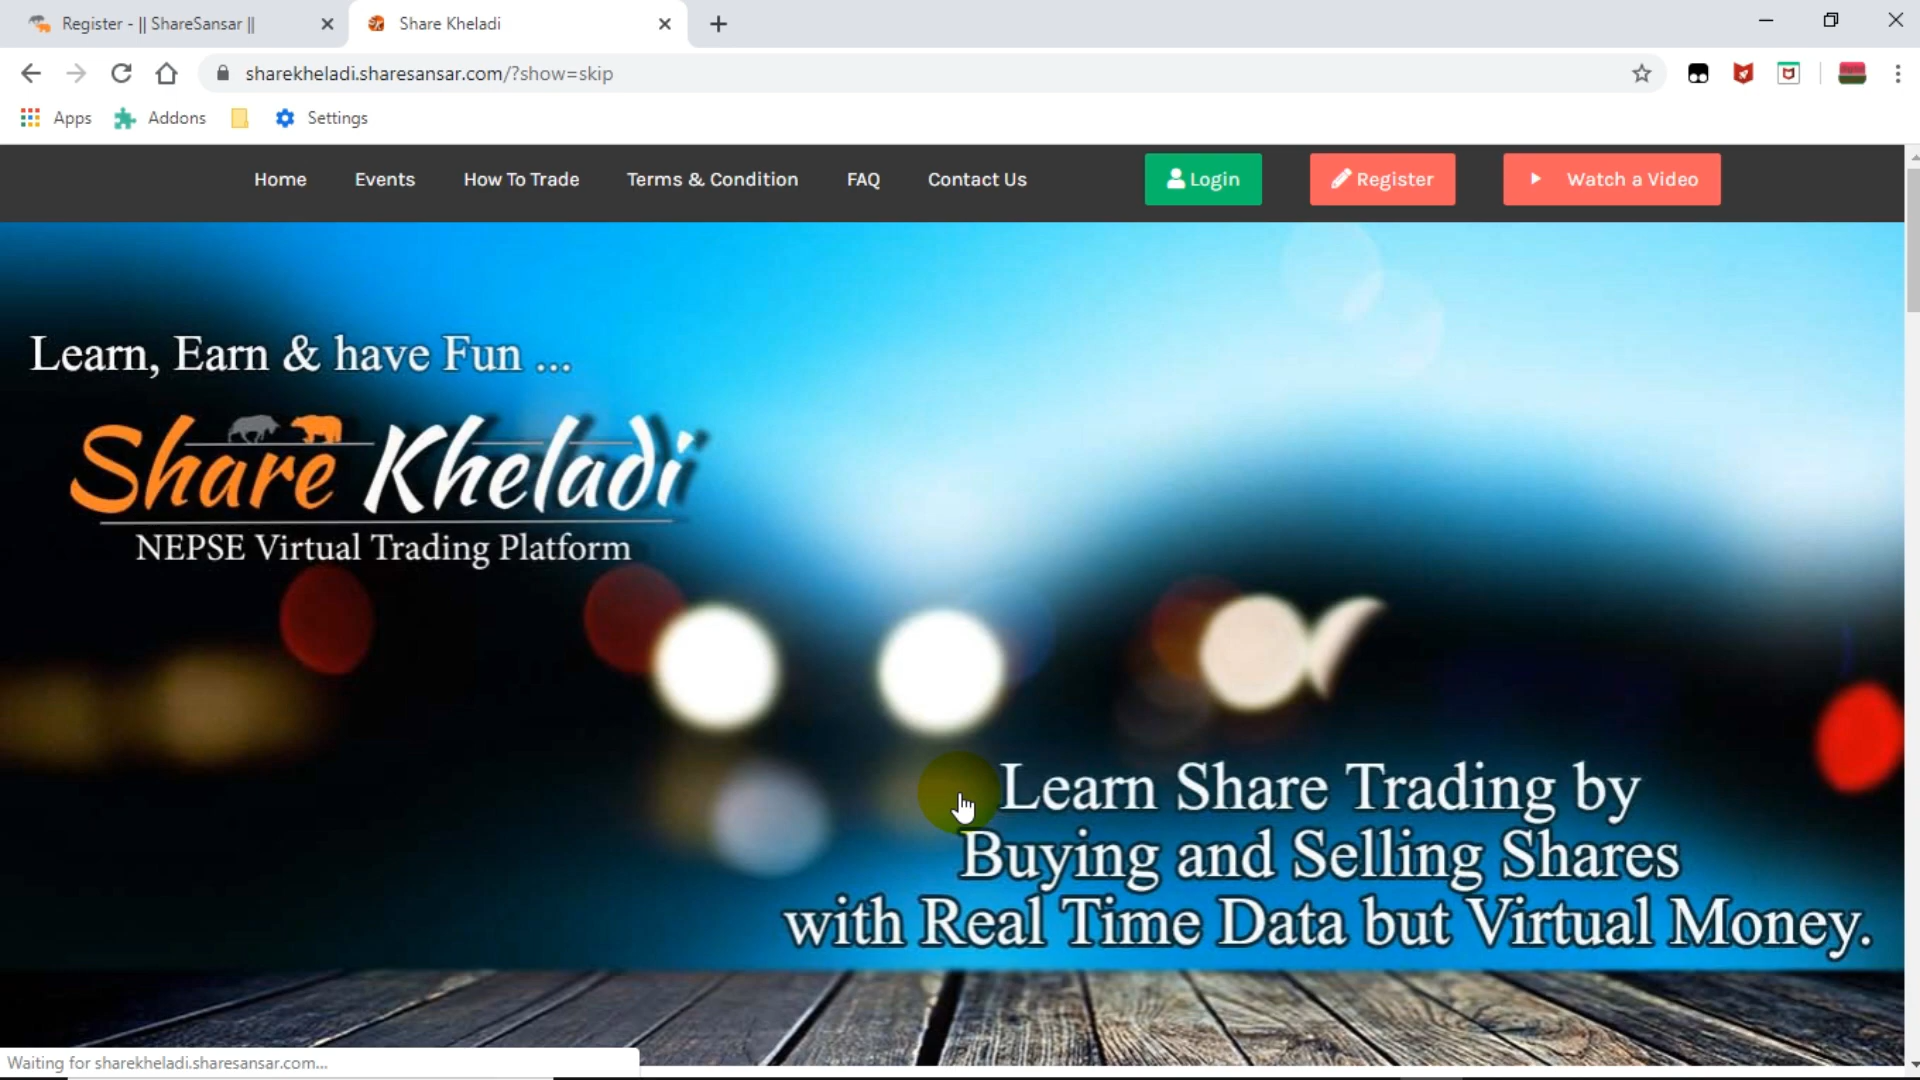 Register - || ShareSansar ||
Share Kheladi
sharekheladi.sharesansar.com/?show=skip
Apps
Addons
Settings
Home
Events
How To Trade
Terms & Condition
FAQ
Contact Us
Login
Register
Watch a Video
Learn, Earn & have Fun ...
Share Kheladi
NEPSE Virtual Trading Platform
Learn Share Trading by
Buying and Selling Shares
with Real Time Data but Virtual Money.
Waiting for sharekheladi.sharesansar.com...